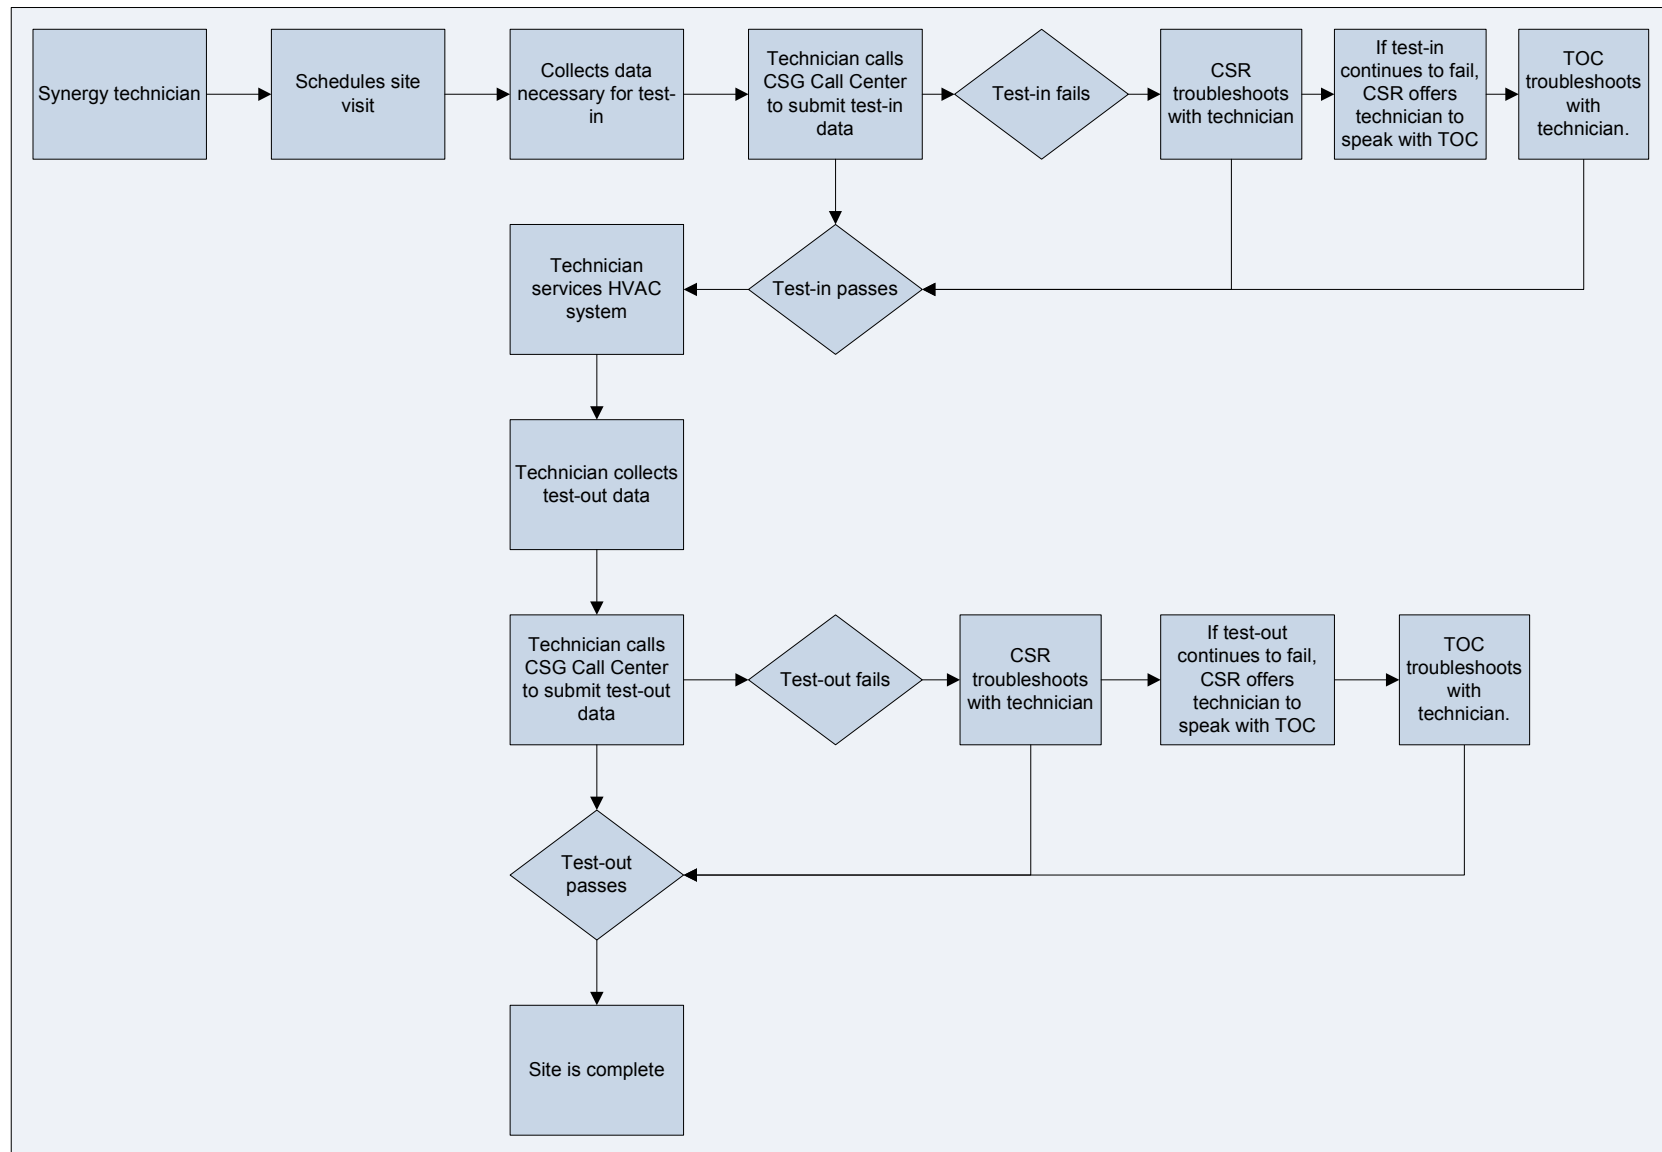 Synergy technician
Schedules site
visit
Collects data
necessary for test-
in
Technician calls
CSG Call Center
to submit test-in
data
Test-in fails
CSR
troubleshoots
with technician
If test-in
continues to fail,
CSR offers
technician to
speak with TOC
TOC
troubleshoots
with
technician.
Technician
services HVAC
system
Test-in passes
Technician collects
test-out data
Technician calls
CSG Call Center
to submit test-out
data
Test-out fails
CSR
troubleshoots
with technician
If test-out
continues to fail,
CSR offers
technician to
speak with TOC
TOC
troubleshoots
with
technician.
Test-out
passes
Site is complete